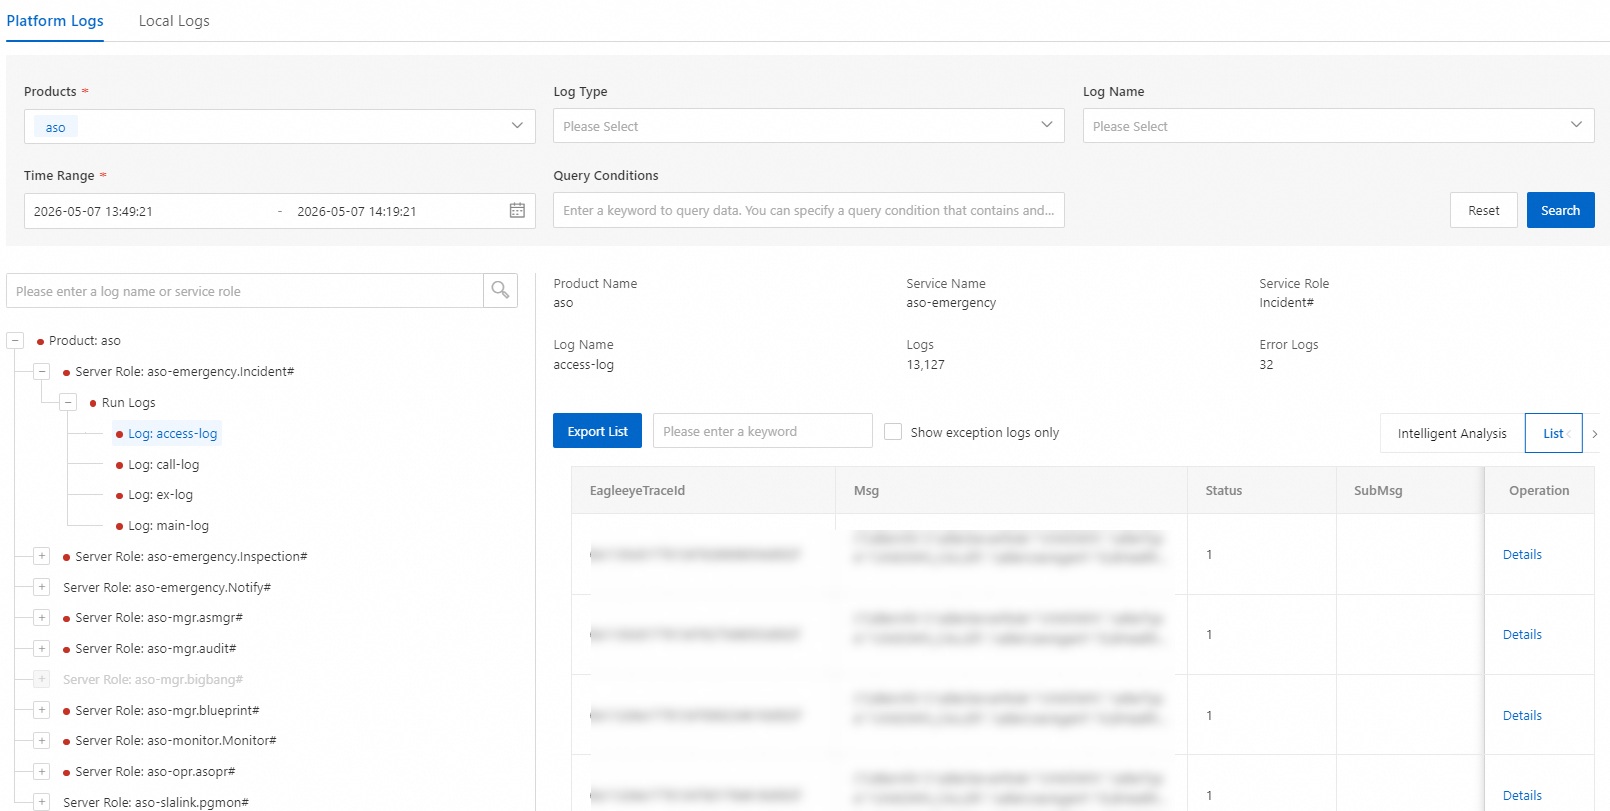 Platform Logs Local Logs
Products * Log Type Log Name
aso Please Select Please Select
Time Range * Query Conditions
2026-05-07 13:49:21 - 2026-05-07 14:19:21 Enter a keyword to query data. You can specify a query condition that contains and... Reset Search
Please enter a log name or service role
Product: aso
Server Role: aso-emergency.Incident#
Run Logs
Log: access-log
Log: call-log
Log: ex-log
Log: main-log
Server Role: aso-emergency.Inspection#
Server Role: aso-emergency.Notify#
Server Role: aso-mgr.asmgr#
Server Role: aso-mgr.audit#
Server Role: aso-mgr.bigbang#
Server Role: aso-mgr.blueprint#
Server Role: aso-monitor.Monitor#
Server Role: aso-opr.asopr#
Server Role: aso-slalink.pgmon#
Product Name Service Name Service Role
aso aso-emergency Incident#
Log Name Logs Error Logs
access-log 13,127 32
Export List Please enter a keyword Show exception logs only Intelligent Analysis List
EagleeyeTraceId Msg Status SubMsg Operation
1 Details
1 Details
1 Details
1 Details